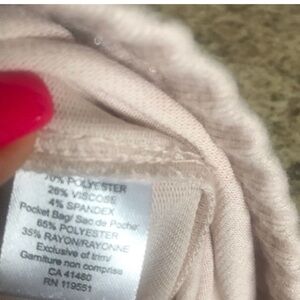 70% POLYESTER
26% VISCOSE
4% SPANDEX
Pocket Bag/ Sac de Poche:
65% POLYESTER
35% RAYON/RAYONNE
Exclusive of trim/
Garniture non comprise
CA 41480
RN 119551